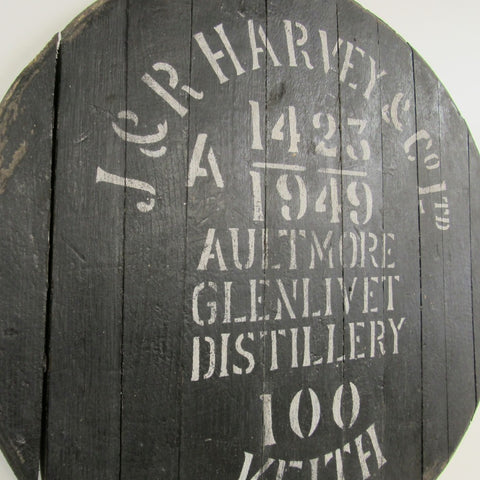 J & R HARVEY & Co LTD
A 1423
1949
AULTMORE
GLENLIVET
DISTILLERY
100
KEITH